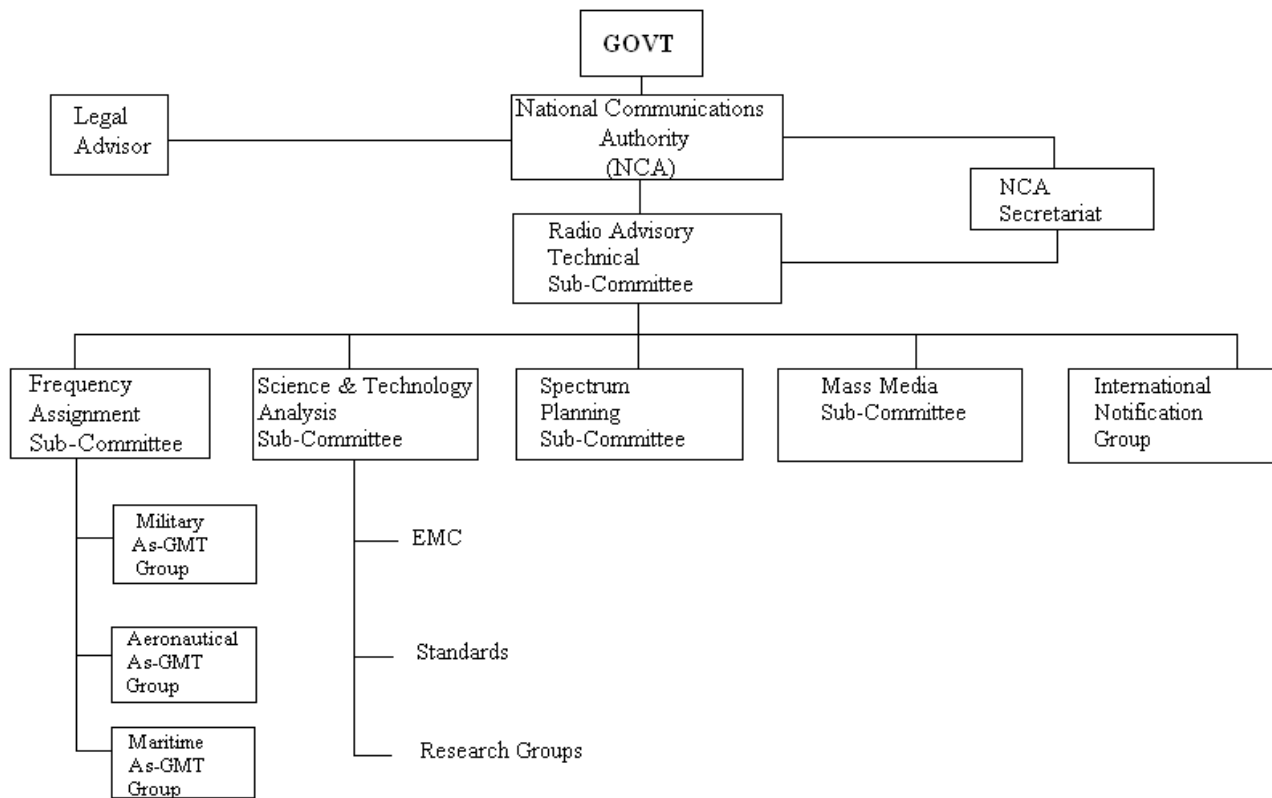 GOVT
National Communications
Authority
(NCA)
Legal
Advisor
NCA
Secretariat
Radio Advisory
Technical
Sub-Committee
Frequency
Assignment
Sub-Committee
Science & Technology
Analysis
Sub-Committee
Spectrum
Planning
Sub-Committee
Mass Media
Sub-Committee
International
Notification
Group
Military
As-GMT
Group
Aeronautical
As-GMT
Group
Maritime
As-GMT
Group
EMC
Standards
Research Groups